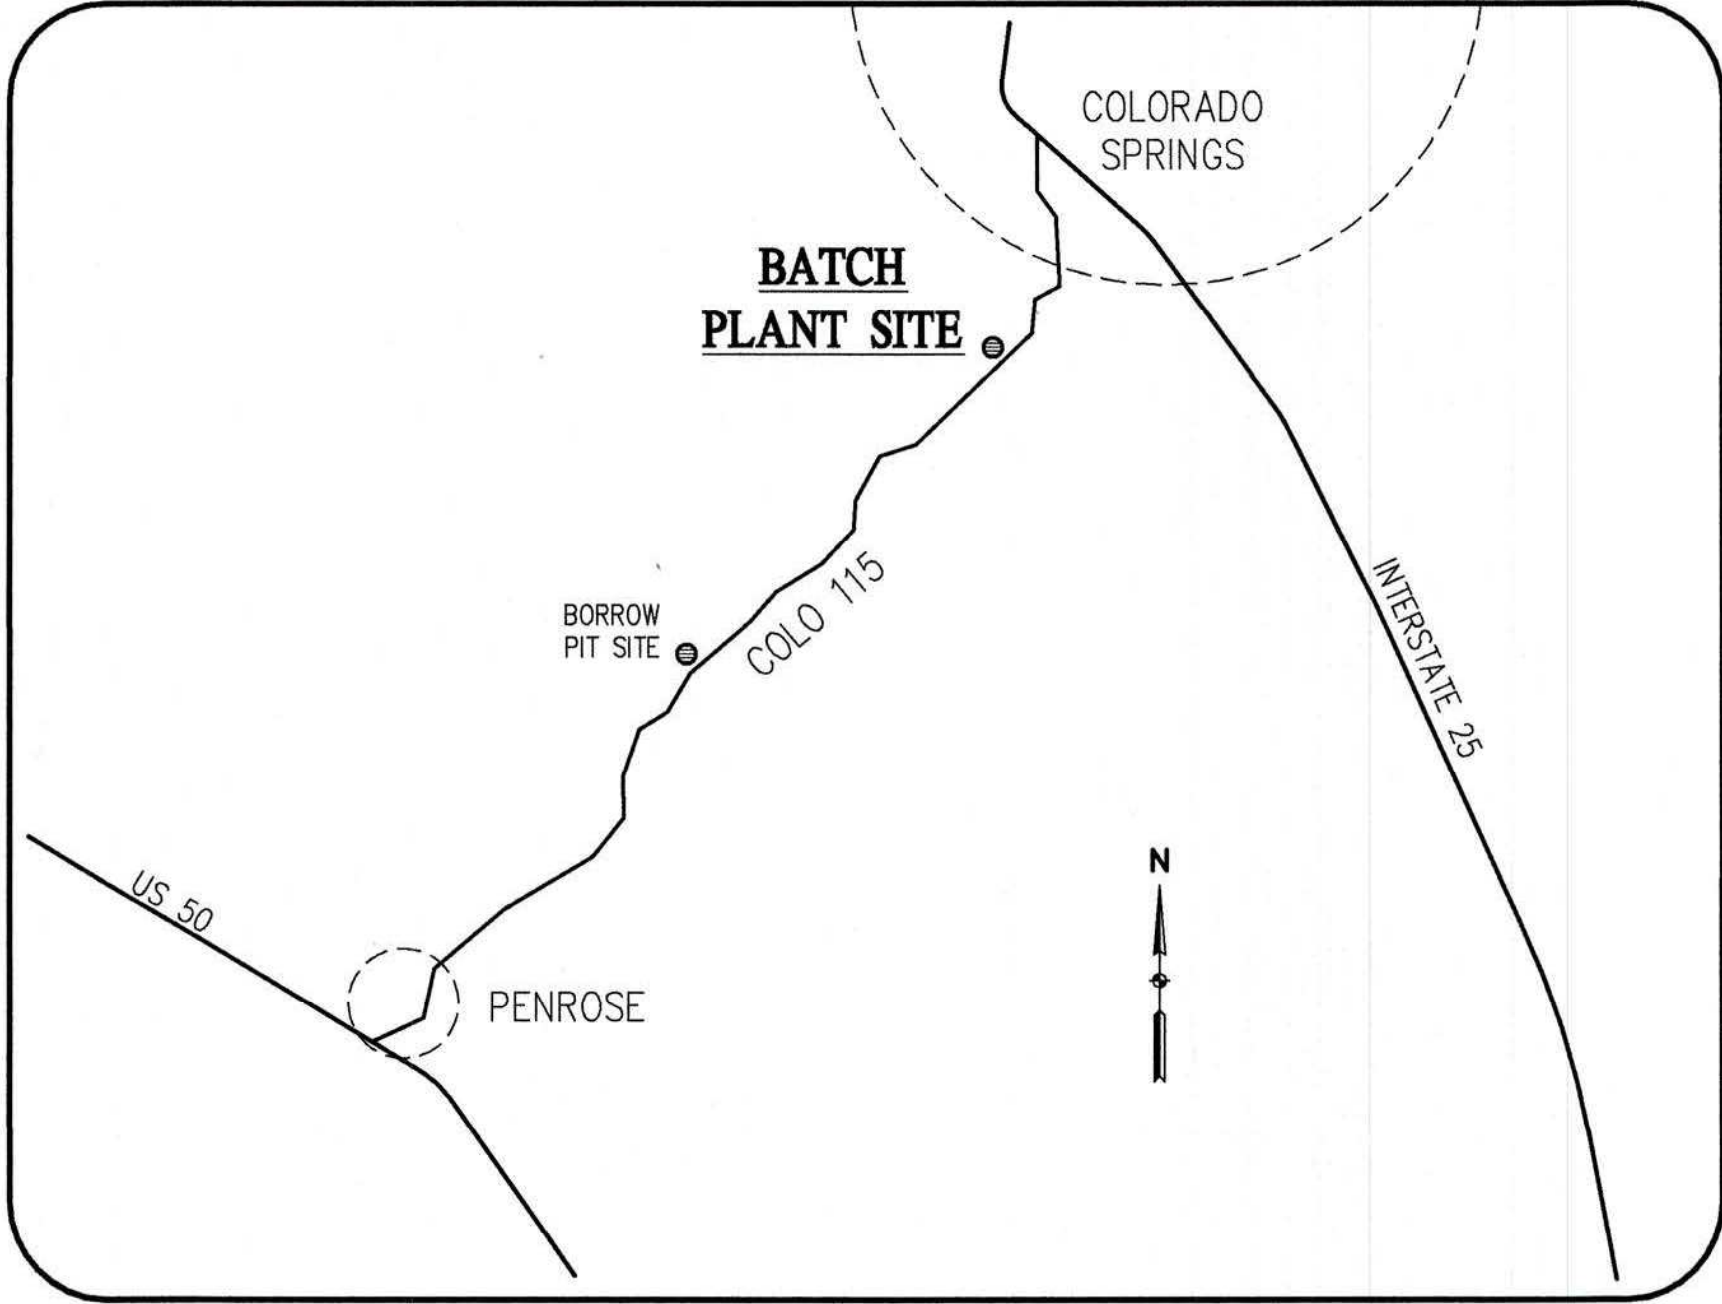 COLORADO
SPRINGS
BATCH
PLANT SITE
COLO 115
BORROW
PIT SITE
INTERSTATE 25
US 50
N
PENROSE